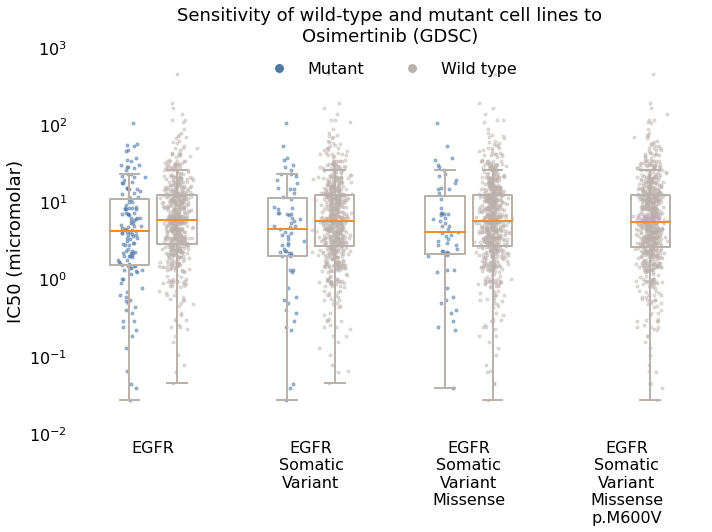 Sensitivity of wild-type and mutant cell lines to
Osimertinib (GDSC)
Mutant
Wild type
IC50 (micromolar)
10³
10²
10¹
10⁰
10⁻¹
10⁻²
EGFR
EGFR
Somatic
Variant
EGFR
Somatic
Variant
Missense
EGFR
Somatic
Variant
Missense
p.M600V